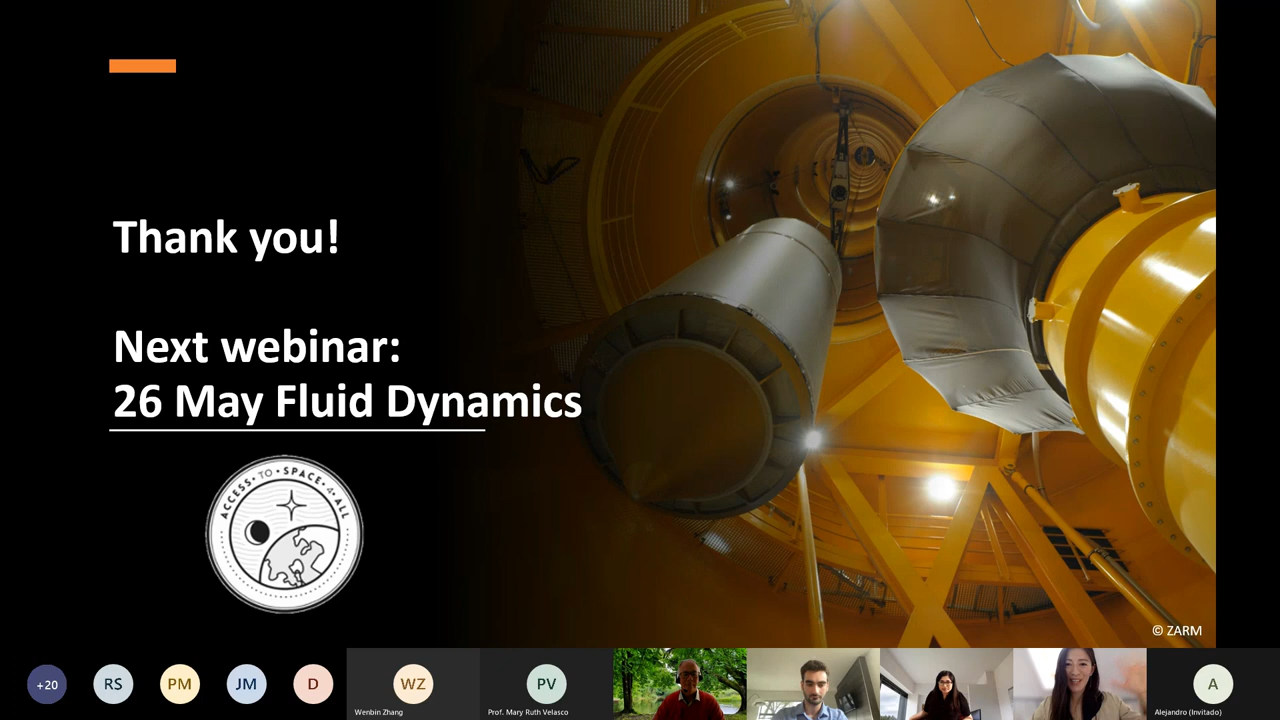 Thank you!
Next webinar:
26 May Fluid Dynamics
ACCESS • TO • SPACE • 4 • ALL
© ZARM
+20
RS
PM
JM
D
WZ
Wenbin Zhang
PV
Prof. Mary Ruth Velasco
A
Alejandro (Invitado)